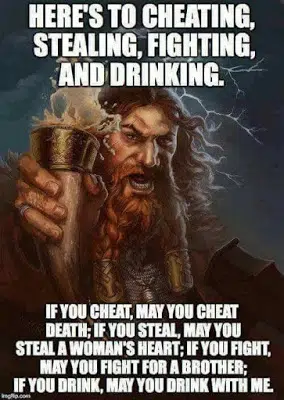 HERE'S TO CHEATING,
STEALING, FIGHTING,
AND DRINKING.
IF YOU CHEAT, MAY YOU CHEAT
DEATH; IF YOU STEAL, MAY YOU
STEAL A WOMAN'S HEART; IF YOU FIGHT,
MAY YOU FIGHT FOR A BROTHER;
IF YOU DRINK, MAY YOU DRINK WITH ME.
imgflip.com